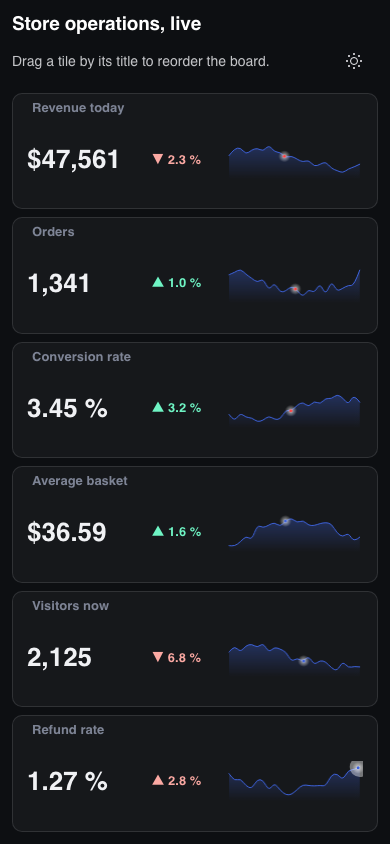 Store operations, live
Drag a tile by its title to reorder the board.
Revenue today
$47,561 ▼ 2.3 %
Orders
1,341 ▲ 1.0 %
Conversion rate
3.45 % ▲ 3.2 %
Average basket
$36.59 ▲ 1.6 %
Visitors now
2,125 ▼ 6.8 %
Refund rate
1.27 % ▲ 2.8 %